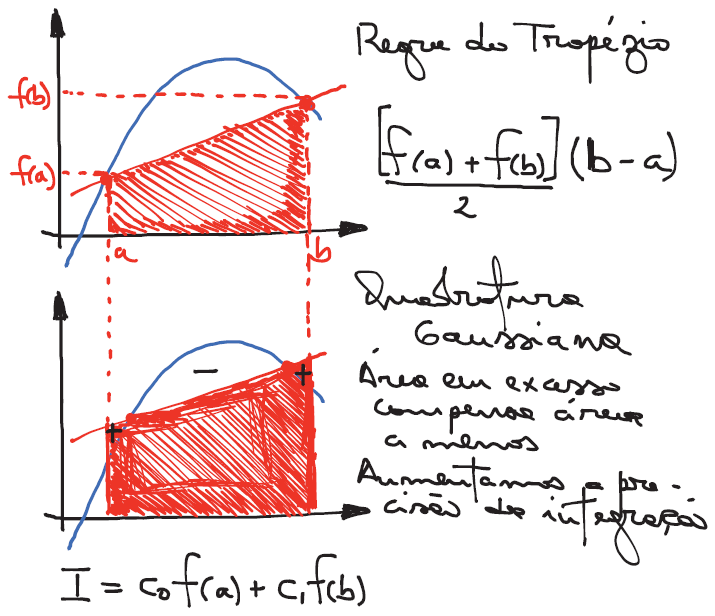 Regra do Trapézio
f(b)
f(a)
a
b
[f(a) + f(b)] (b - a)
2
Quadratura
Gaussiana
-
+
+
Área em excesso
compensa área
a menos
Aumentamos a pre-
cisão da integração
I = c₀f(a) + c₁f(b)